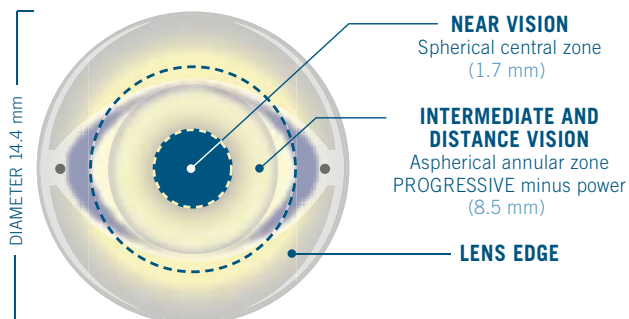 NEAR VISION
Spherical central zone
(1.7 mm)
INTERMEDIATE AND
DISTANCE VISION
Aspherical annular zone
PROGRESSIVE minus power
(8.5 mm)
LENS EDGE
DIAMETER 14.4 mm